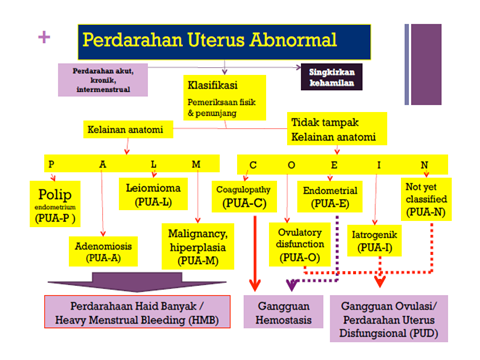 +
Perdarahan Uterus Abnormal
Perdarahan akut,
kronik,
intermenstrual
Singkirkan
kehamilan
Klasifikasi
Pemeriksaan fisik
& penunjang
Kelainan anatomi
Tidak tampak
Kelainan anatomi
P A L M C O E I N
Polip
endometrium
(PUA-P )
Leiomioma
(PUA-L)
Coagulopathy
(PUA-C)
Endometrial
(PUA-E)
Not yet
classified
(PUA-N)
Adenomiosis
(PUA-A)
Malignancy,
hiperplasia
(PUA-M)
Ovulatory
disfunction
(PUA-O)
Iatrogenik
(PUA-I)
Perdarahaan Haid Banyak /
Heavy Menstrual Bleeding (HMB)
Gangguan
Hemostasis
Gangguan Ovulasi/
Perdarahan Uterus
Disfungsional (PUD)